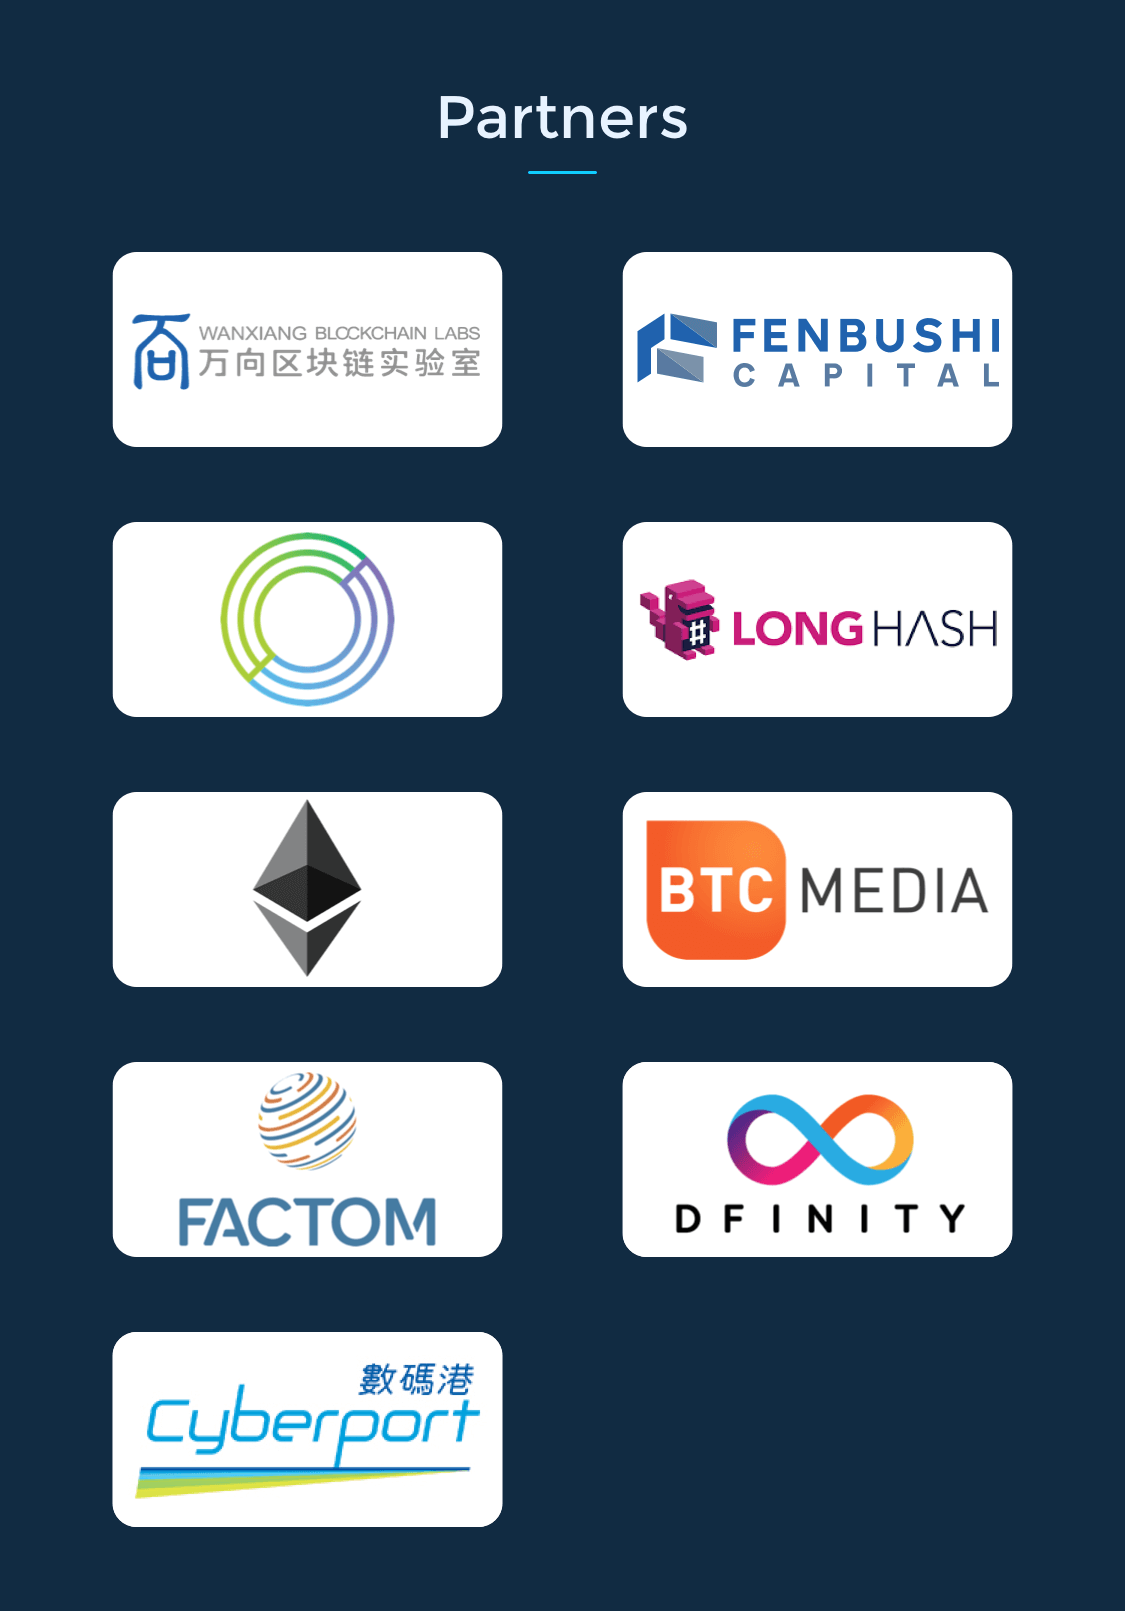 Partners
WANXIANG BLOCKCHAIN LABS
万向区块链实验室
FENBUSHI
CAPITAL
#LONGHASH
BTC MEDIA
FACTOM
DFINITY
數碼港
Cyberport